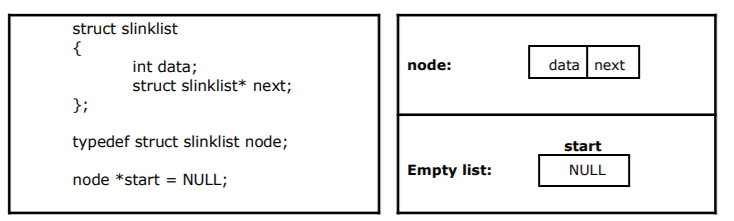 struct slinklist
{
int data;
struct slinklist* next;
};
typedef struct slinklist node;
node *start = NULL;
node:
data next
start
Empty list:
NULL